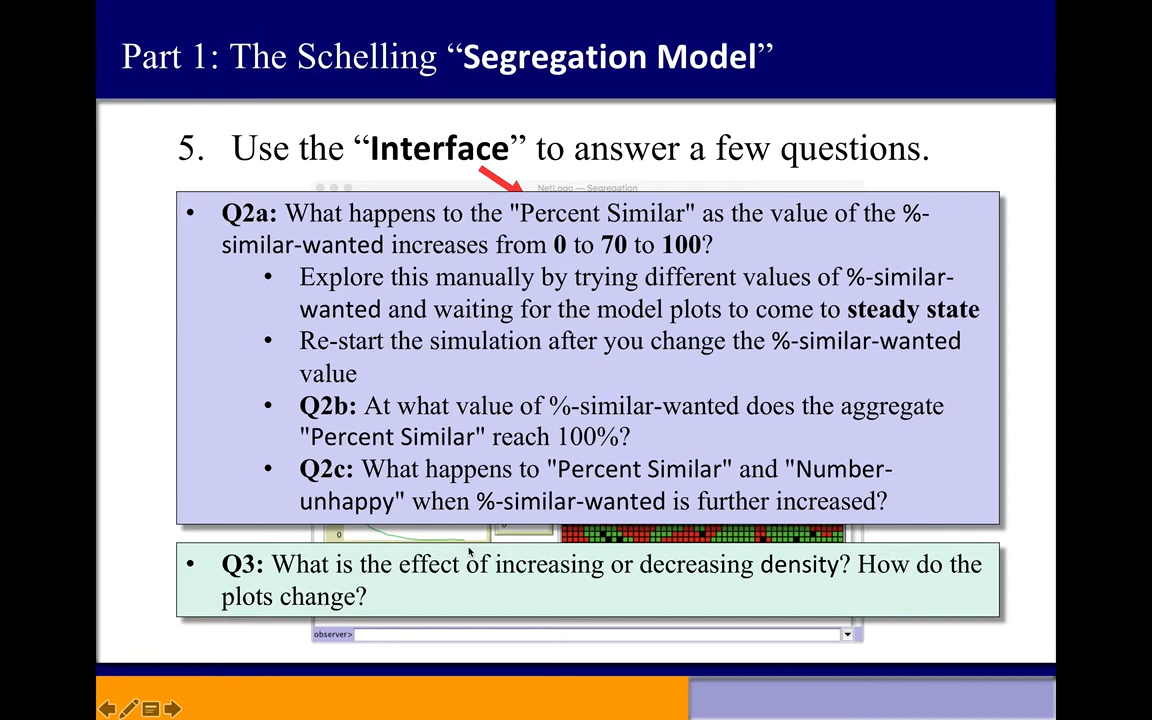 Part 1: The Schelling “Segregation Model”
5. Use the “Interface” to answer a few questions.
NetLogo — Segregation
• Q2a: What happens to the "Percent Similar" as the value of the %-
similar-wanted increases from 0 to 70 to 100?
• Explore this manually by trying different values of %-similar-
wanted and waiting for the model plots to come to steady state
• Re-start the simulation after you change the %-similar-wanted
value
• Q2b: At what value of %-similar-wanted does the aggregate
"Percent Similar" reach 100%?
• Q2c: What happens to "Percent Similar" and "Number-
unhappy" when %-similar-wanted is further increased?
0
• Q3: What is the effect of increasing or decreasing density? How do the
plots change?
observer>